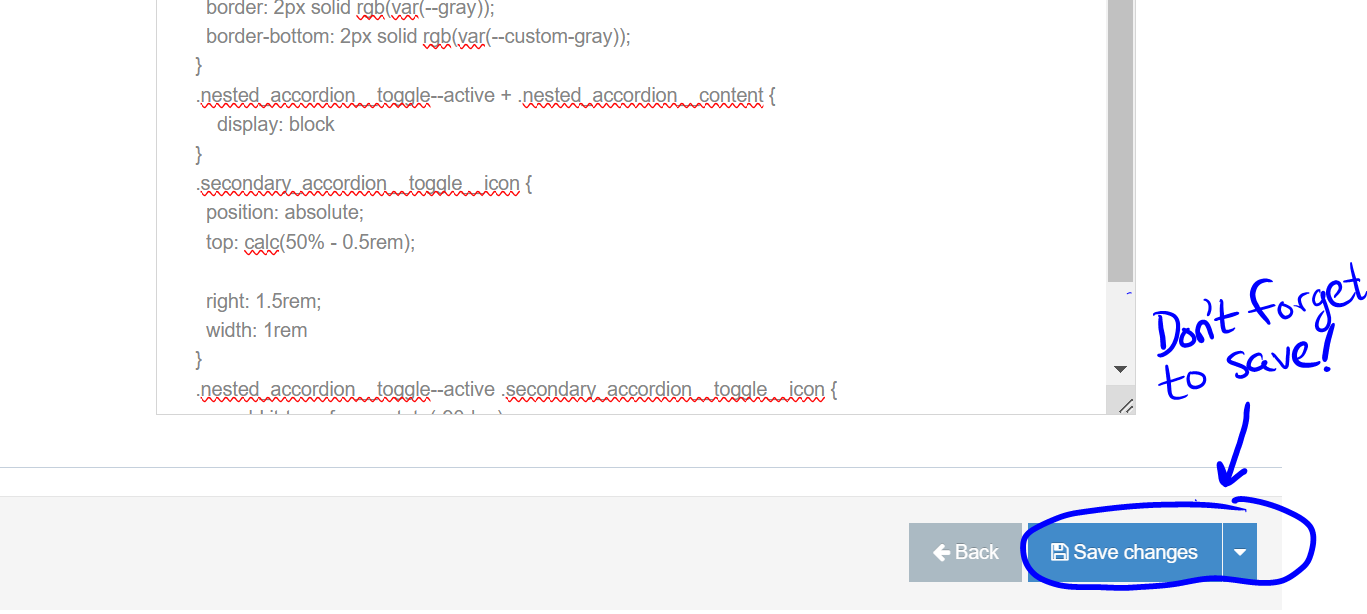 border: 2px solid rgb(var(--gray));
border-bottom: 2px solid rgb(var(--custom-gray));
}
.nested_accordion__toggle--active + .nested_accordion__content {
display: block
}
.secondary_accordion__toggle__icon {
position: absolute;
top: calc(50% - 0.5rem);
right: 1.5rem;
width: 1rem
}
.nested_accordion__toggle--active .secondary_accordion__toggle__icon {
Don't forget
to save!
Back
Save changes